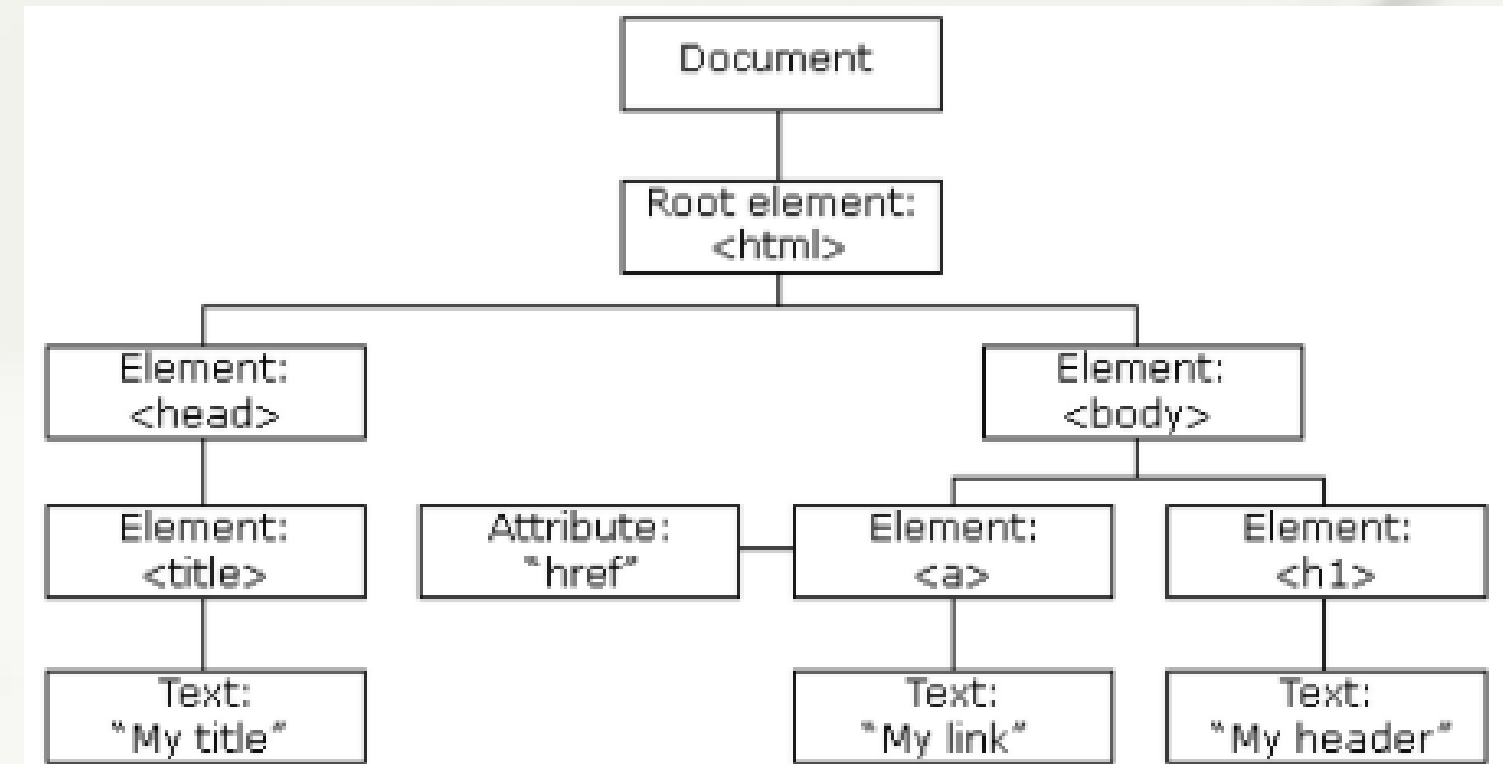 Document
Root element:
<html>
Element:
<head>
Element:
<body>
Element:
<title>
Attribute:
“href”
Element:
<a>
Element:
<h1>
Text:
“My title”
Text:
“My link”
Text:
“My header”